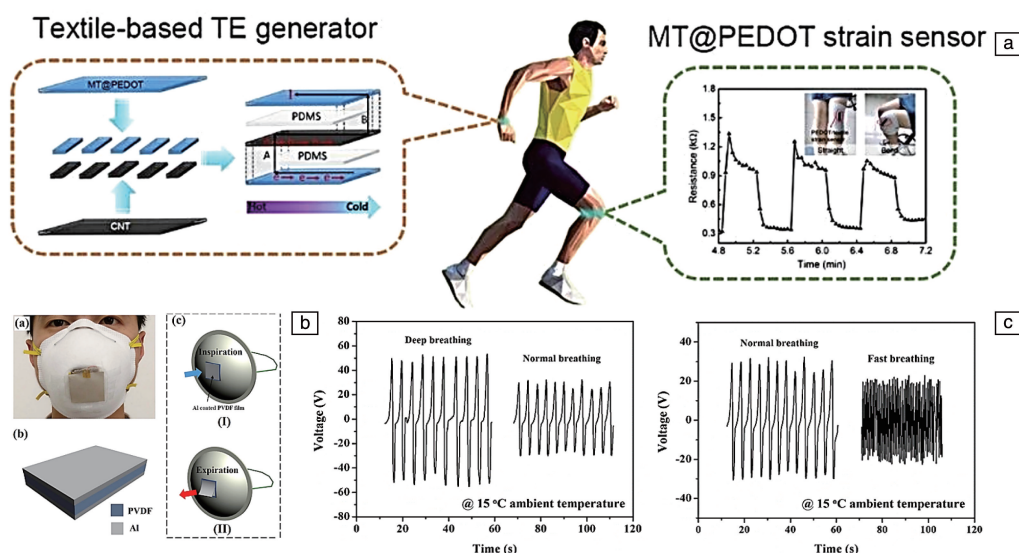 Textile-based TE generator
MT@PEDOT strain sensor
a
MT@PEDOT
CNT
I
PDMS
B
A
PDMS
e e e
Hot
Cold
Resistance (kΩ)
1.8
1.5
1.2
0.9
0.6
0.3
PEDOT/textile
strain sensor
Straight
Bend
4.8 5.2 5.6 6.0 6.4 6.8 7.2
Time (min)
(a)
(b)
PVDF
Al
(c)
Inspiration
Al coated PVDF film
(I)
Expiration
(II)
b
Voltage (V)
80
60
40
20
0
-20
-40
-60
-80
Deep breathing
Normal breathing
@ 15 °C ambient temperature
0 20 40 60 80 100 120
Time (s)
c
Voltage (V)
40
20
0
-20
-40
Normal breathing
Fast breathing
@ 15 °C ambient temperature
0 20 40 60 80 100 120
Time (s)